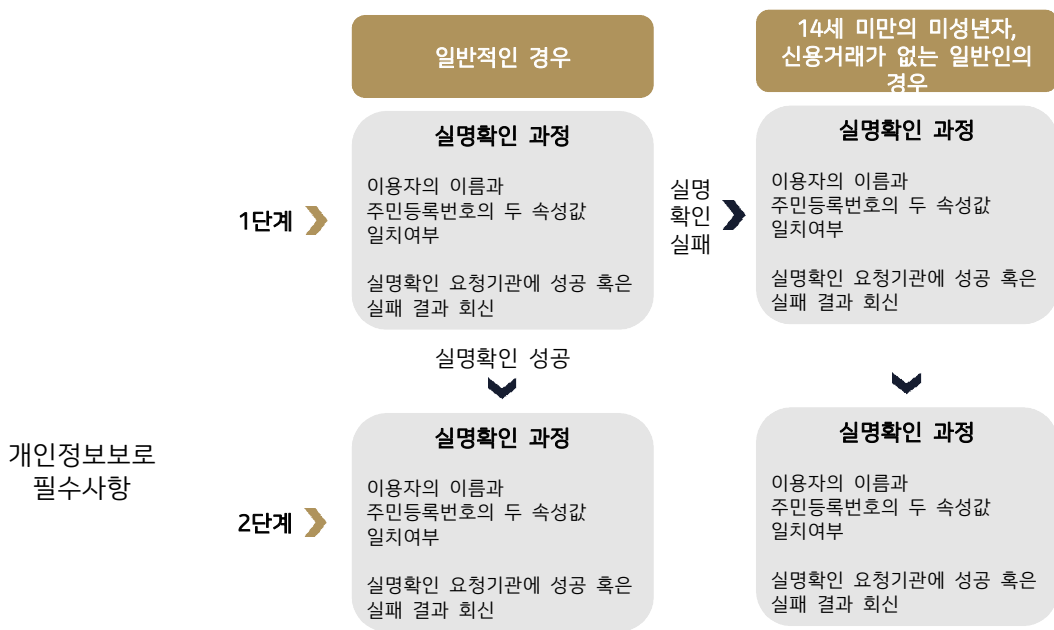 일반적인 경우
14세 미만의 미성년자,
신용거래가 없는 일반인의
경우
1단계
실명확인 과정
이용자의 이름과
주민등록번호의 두 속성값
일치여부
실명확인 요청기관에 성공 혹은
실패 결과 회신
실명
확인
실패
실명확인 과정
이용자의 이름과
주민등록번호의 두 속성값
일치여부
실명확인 요청기관에 성공 혹은
실패 결과 회신
실명확인 성공
개인정보보로
필수사항
2단계
실명확인 과정
이용자의 이름과
주민등록번호의 두 속성값
일치여부
실명확인 요청기관에 성공 혹은
실패 결과 회신
실명확인 과정
이용자의 이름과
주민등록번호의 두 속성값
일치여부
실명확인 요청기관에 성공 혹은
실패 결과 회신